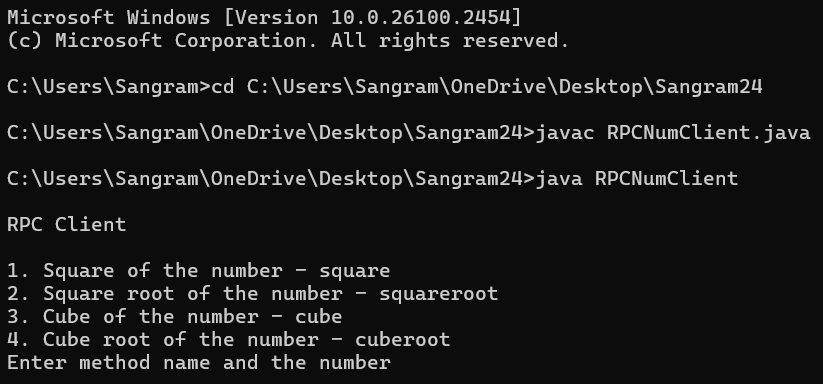 Microsoft Windows [Version 10.0.26100.2454]
(c) Microsoft Corporation. All rights reserved.
C:\Users\Sangram>cd C:\Users\Sangram\OneDrive\Desktop\Sangram24
C:\Users\Sangram\OneDrive\Desktop\Sangram24>javac RPCNumClient.java
C:\Users\Sangram\OneDrive\Desktop\Sangram24>java RPCNumClient
RPC Client
1. Square of the number - square
2. Square root of the number - squareroot
3. Cube of the number - cube
4. Cube root of the number - cuberoot
Enter method name and the number